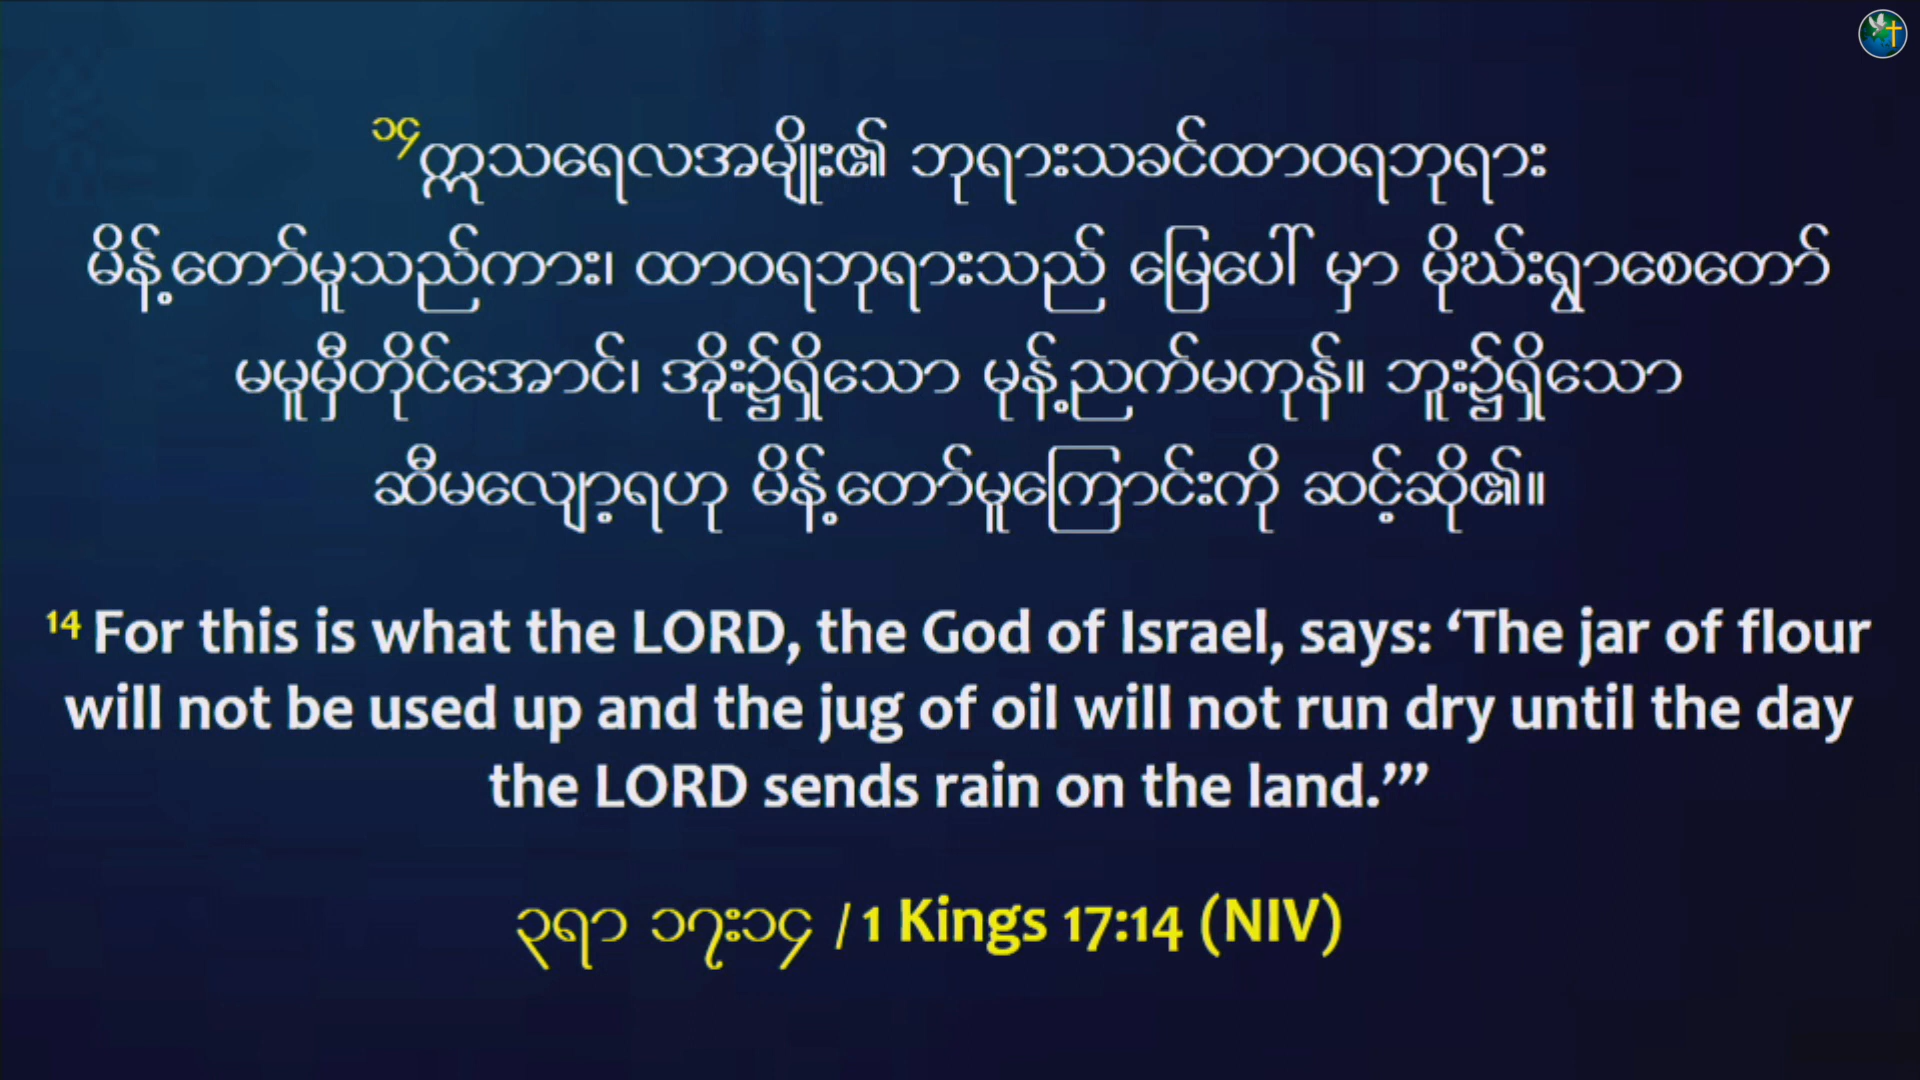 ၁၄ဣသရေလအမျိုး၏ ဘုရားသခင်ထာဝရဘုရား
မိန့်တော်မူသည်ကား၊ ထာဝရဘုရားသည် မြေပေါ် မှာ မိုဃ်းရွာစေတော်
မမူမှီတိုင်အောင်၊ အိုး၌ရှိသော မုန့်ညက်မကုန်။ ဘူး၌ရှိသော
ဆီမလျော့ရဟု မိန့်တော်မူကြောင်းကို ဆင့်ဆို၏။
14 For this is what the LORD, the God of Israel, says: ‘The jar of flour
will not be used up and the jug of oil will not run dry until the day
the LORD sends rain on the land.’”
၃ရာ ၁၇း၁၄ / 1 Kings 17:14 (NIV)